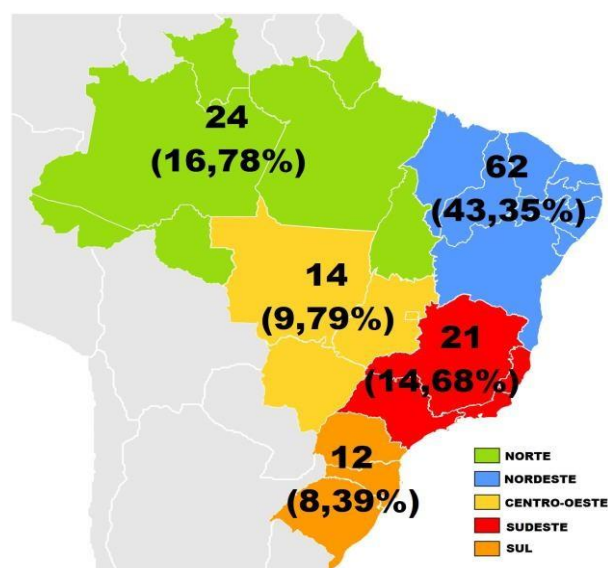 24
(16,78%)
62
(43,35%)
14
(9,79%)
21
(14,68%)
12
(8,39%)
NORTE
NORDESTE
CENTRO-OESTE
SUDESTE
SUL